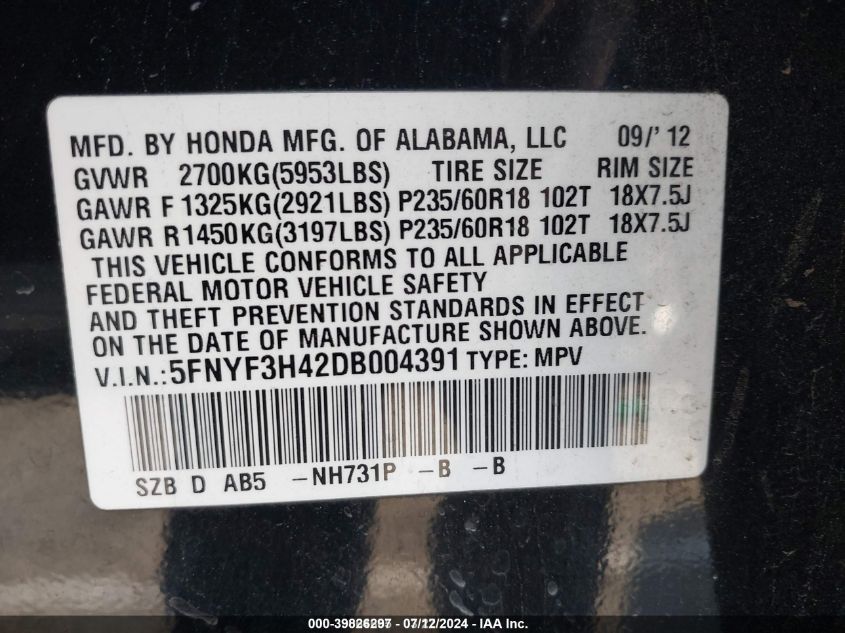 MFD. BY HONDA MFG. OF ALABAMA, LLC 09/'12
GVWR 2700KG(5953LBS) TIRE SIZE RIM SIZE
GAWR F 1325KG(2921LBS) P235/60R18 102T 18X7.5J
GAWR R1450KG(3197LBS) P235/60R18 102T 18X7.5J
THIS VEHICLE CONFORMS TO ALL APPLICABLE
FEDERAL MOTOR VEHICLE SAFETY
AND THEFT PREVENTION STANDARDS IN EFFECT
ON THE DATE OF MANUFACTURE SHOWN ABOVE.
V.I.N.:5FNYF3H42DB004391 TYPE: MPV
SZB D AB5 -NH731P -B -B
000-39826297 - 07/12/2024 - IAA Inc.